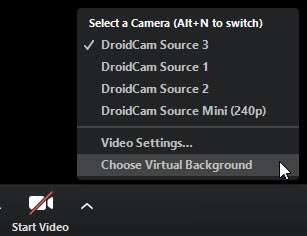 Select a Camera (Alt+N to switch)
DroidCam Source 3
DroidCam Source 1
DroidCam Source 2
DroidCam Source Mini (240p)
Video Settings...
Choose Virtual Background
Start Video